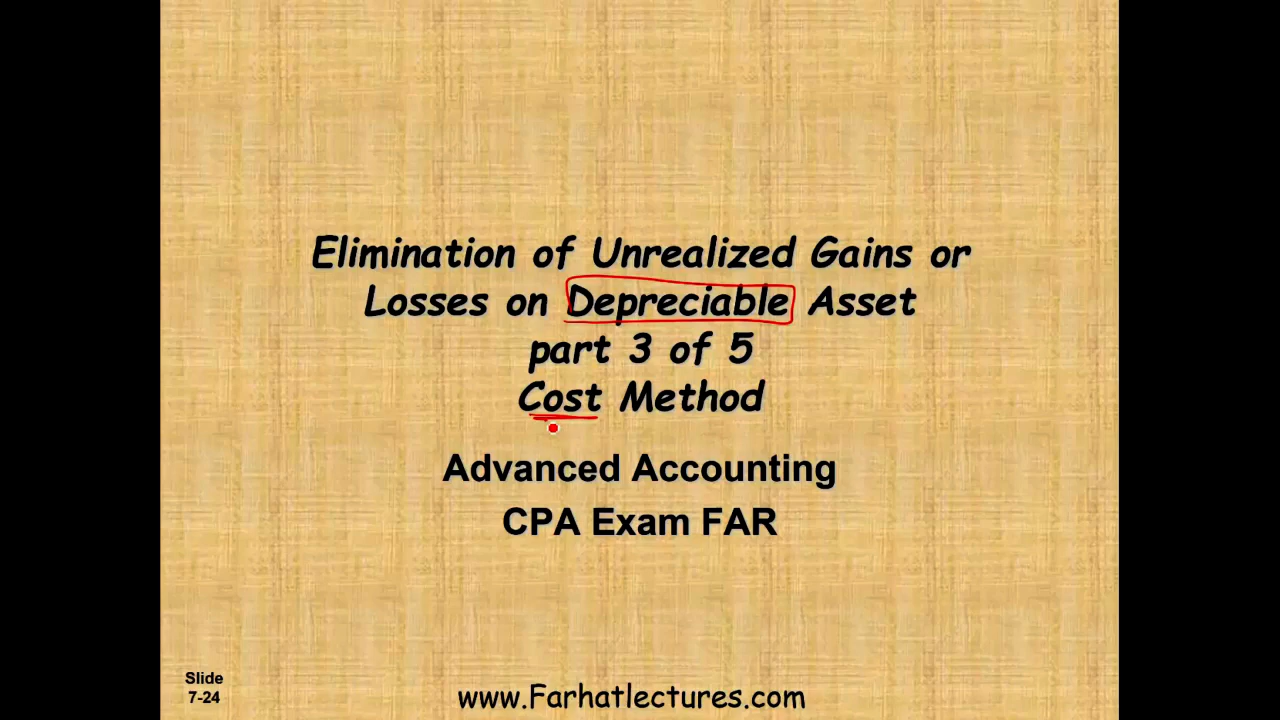 Elimination of Unrealized Gains or
Losses on Depreciable Asset
part 3 of 5
Cost Method
Advanced Accounting
CPA Exam FAR
Slide
7-24
www.Farhatlectures.com